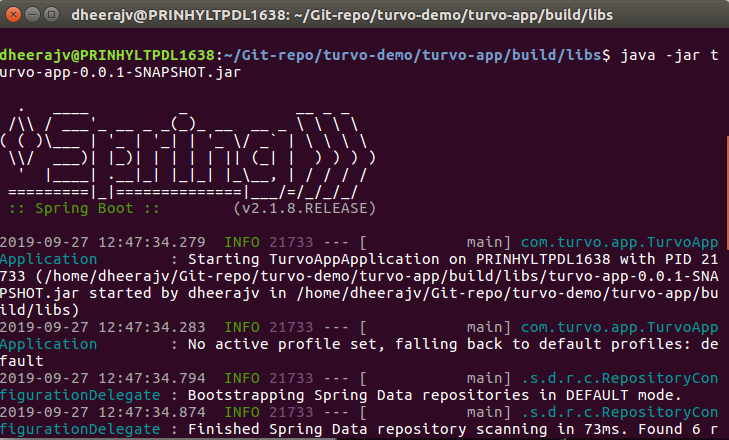 dheerajv@PRINHYLTPDL1638: ~/Git-repo/turvo-demo/turvo-app/build/libs
dheerajv@PRINHYLTPDL1638:~/Git-repo/turvo-demo/turvo-app/build/libs$ java -jar t
urvo-app-0.0.1-SNAPSHOT.jar
  .   ____          _            __ _ _
 /\\ / ___'_ __ _ _(_)_ __  __ _ \ \ \ \
( ( )\___ | '_ | '_| | '_ \/ _` | \ \ \ \
 \\/  ___)| |_)| | | | | || (_| |  ) ) ) )
  '  |____| .__|_| |_|_| |_\__, | / / / /
 =========|_|==============|___/=/_/_/_/
 :: Spring Boot ::        (v2.1.8.RELEASE)
2019-09-27 12:47:34.279  INFO 21733 --- [           main] com.turvo.app.TurvoApp
Application         : Starting TurvoAppApplication on PRINHYLTPDL1638 with PID 21
733 (/home/dheerajv/Git-repo/turvo-demo/turvo-app/build/libs/turvo-app-0.0.1-SNA
PSHOT.jar started by dheerajv in /home/dheerajv/Git-repo/turvo-demo/turvo-app/bu
ild/libs)
2019-09-27 12:47:34.283  INFO 21733 --- [           main] com.turvo.app.TurvoApp
Application         : No active profile set, falling back to default profiles: de
fault
2019-09-27 12:47:34.794  INFO 21733 --- [           main] .s.d.r.c.RepositoryCon
figurationDelegate : Bootstrapping Spring Data repositories in DEFAULT mode.
2019-09-27 12:47:34.874  INFO 21733 --- [           main] .s.d.r.c.RepositoryCon
figurationDelegate : Finished Spring Data repository scanning in 73ms. Found 6 r